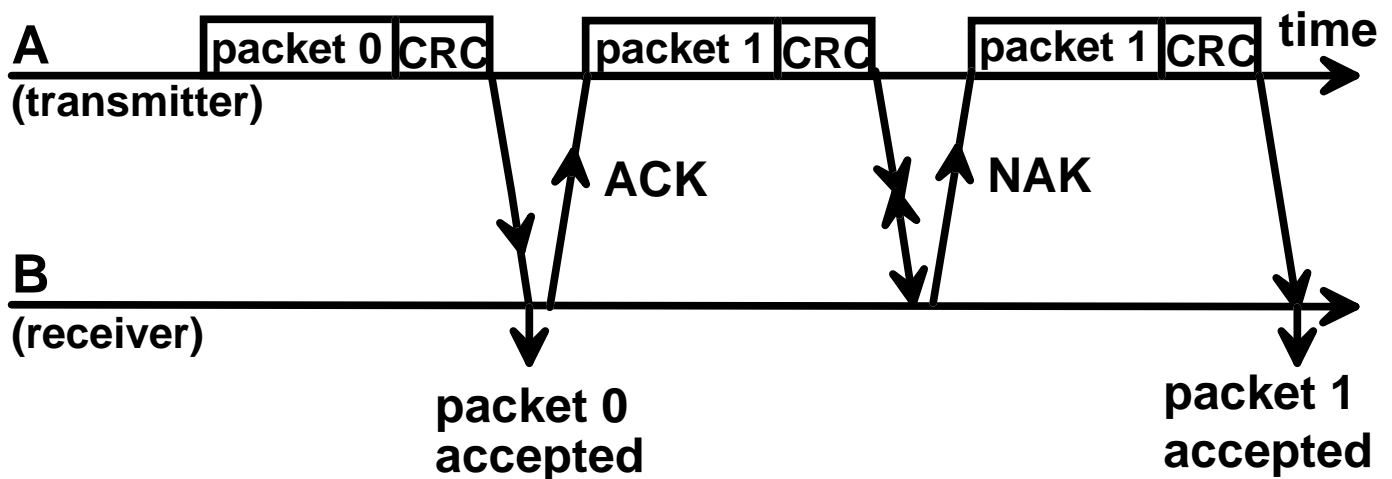 A packet 0 CRC packet 1 CRC packet 1 CRC time
(transmitter)
ACK NAK
B
(receiver)
packet 0 packet 1
accepted accepted